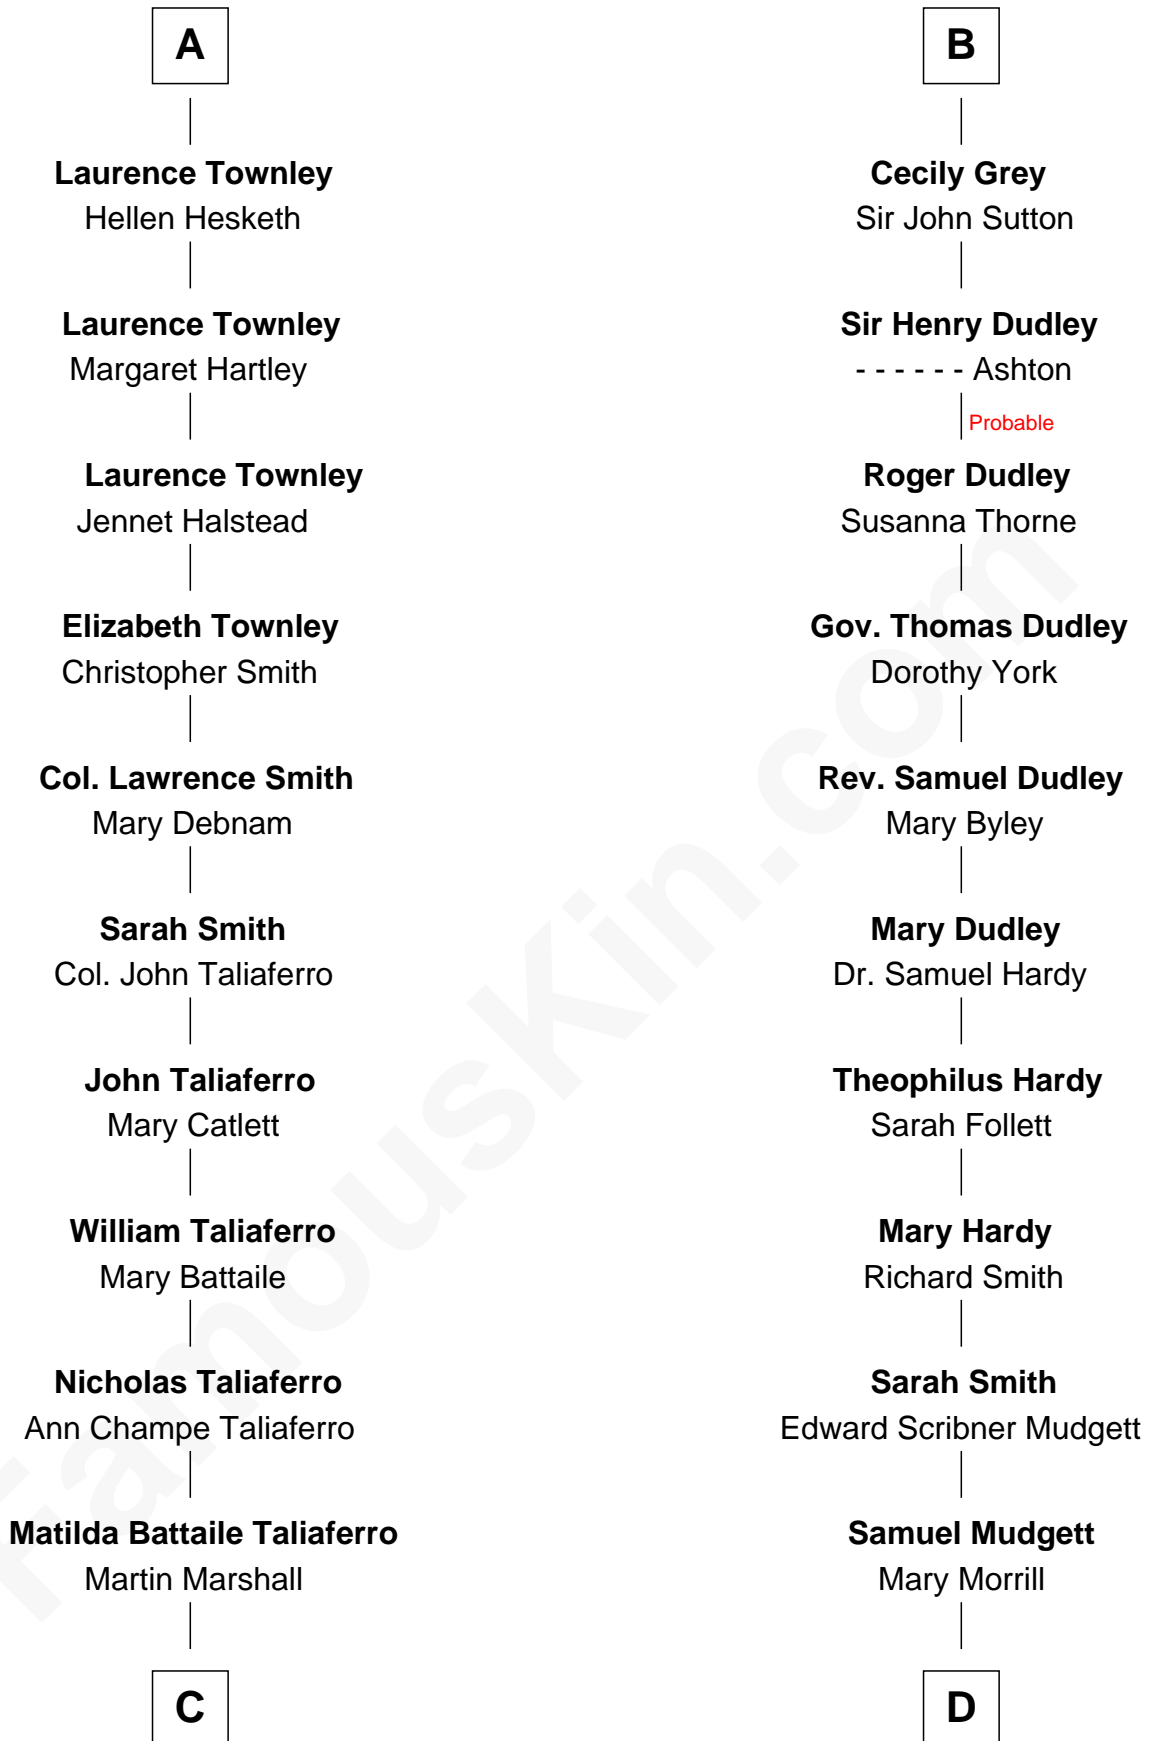 A
Laurence Townley
Hellen Hesketh
Laurence Townley
Margaret Hartley
Laurence Townley
Jennet Halstead
Elizabeth Townley
Christopher Smith
Col. Lawrence Smith
Mary Debnam
Sarah Smith
Col. John Taliaferro
John Taliaferro
Mary Catlett
William Taliaferro
Mary Battaile
Nicholas Taliaferro
Ann Champe Taliaferro
Matilda Battaile Taliaferro
Martin Marshall
C
B
Cecily Grey
Sir John Sutton
Sir Henry Dudley
- - - - - - Ashton
Probable
Roger Dudley
Susanna Thorne
Gov. Thomas Dudley
Dorothy York
Rev. Samuel Dudley
Mary Byley
Mary Dudley
Dr. Samuel Hardy
Theophilus Hardy
Sarah Follett
Mary Hardy
Richard Smith
Sarah Smith
Edward Scribner Mudgett
Samuel Mudgett
Mary Morrill
D
FamousKin.com